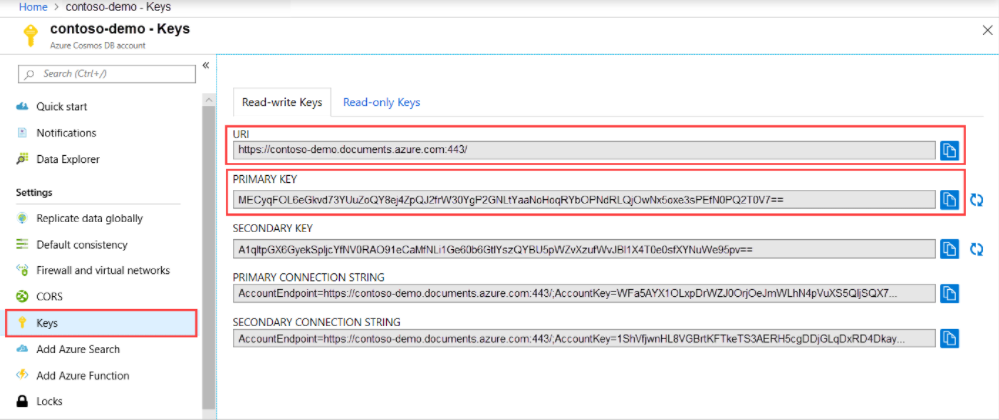 Home > contoso-demo - Keys
contoso-demo - Keys
Azure Cosmos DB account
Search (Ctrl+/)
Quick start
Notifications
Data Explorer
Settings
Replicate data globally
Default consistency
Firewall and virtual networks
CORS
Keys
Add Azure Search
Add Azure Function
Locks
Read-write Keys Read-only Keys
URI
https://contoso-demo.documents.azure.com:443/
PRIMARY KEY
MECyqFOL6eGkvd73YUuZoQY8ej4ZpQJ2frW30YgP2GNLtYaaNoHoqRYbOPNdRLQjOwNx5oxe3sPEfN0PQ2T0V7==
SECONDARY KEY
A1qltpGX6GyekSpljcYfNV0RAO91eCaMfNLi1Ge60b6GtfYszQYBU5pWZvXzufWvJBl1X4T0e0sfXYNuWe95pv==
PRIMARY CONNECTION STRING
AccountEndpoint=https://contoso-demo.documents.azure.com:443/;AccountKey=WFa5AYX1OLxpDrWZJ0OrjOeJmWLhN4pVuXS5QljSQX7...
SECONDARY CONNECTION STRING
AccountEndpoint=https://contoso-demo.documents.azure.com:443/;AccountKey=1ShVfjwnHL8VGBrtKFTkeTS3AERH5cgDDjGLqDxRD4Dkay...